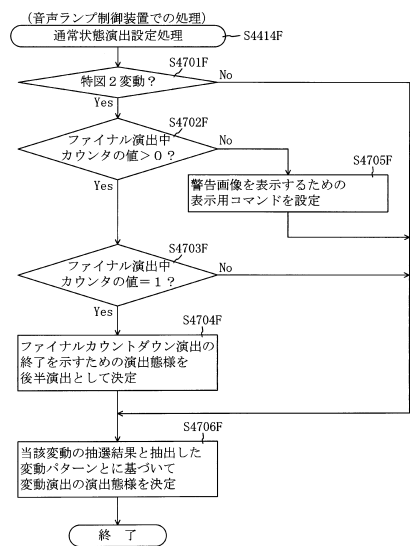 (音声ランプ制御装置での処理)
通常状態演出設定処理
S4414F
S4701F
特図2変動?
No
Yes
S4702F
ファイナル演出中
カウンタの値>0?
No
Yes
S4705F
警告画像を表示するための
表示用コマンドを設定
S4703F
ファイナル演出中
カウンタの値=1?
No
Yes
S4704F
ファイナルカウントダウン演出の
終了を示すための演出態様を
後半演出として決定
S4706F
当該変動の抽選結果と抽出した
変動パターンとに基づいて
変動演出の演出態様を決定
終 了